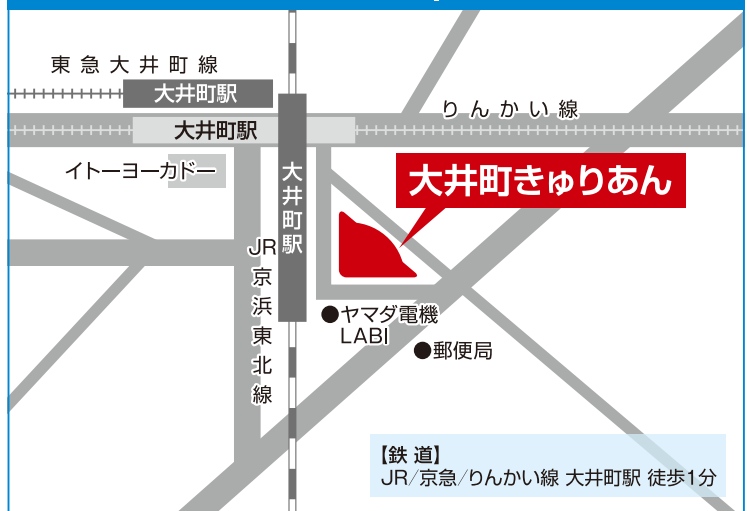 東急大井町線
大井町駅
りんかい線
大井町駅
イトーヨーカドー
大井町駅
大井町きゅりあん
JR京浜東北線
●ヤマダ電機
LABI
●郵便局
【鉄 道】
JR/京急/りんかい線 大井町駅 徒歩1分